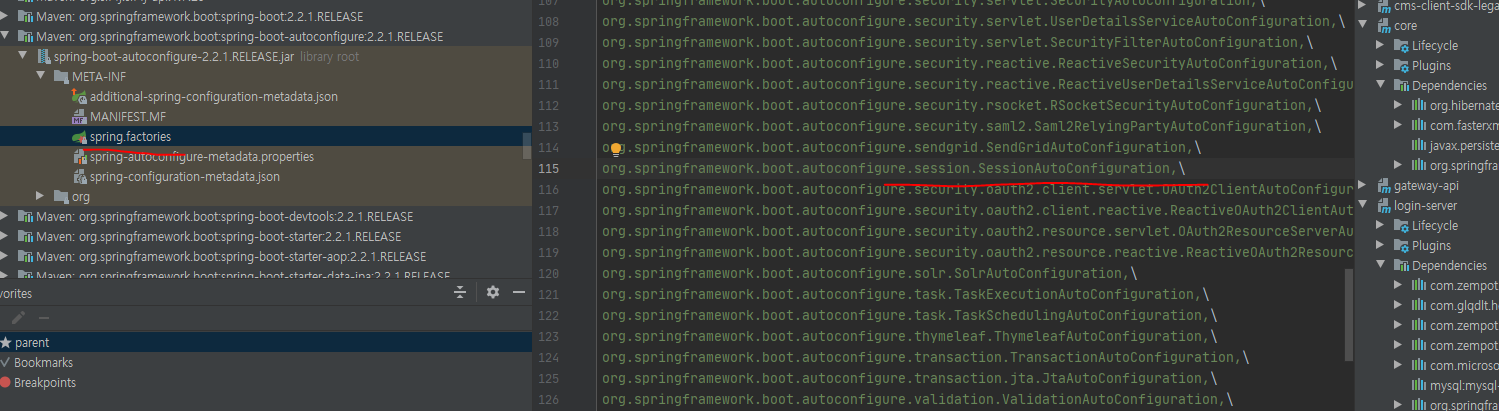 Maven: org.springframework.boot:spring-boot:2.2.1.RELEASE
Maven: org.springframework.boot:spring-boot-autoconfigure:2.2.1.RELEASE
spring-boot-autoconfigure-2.2.1.RELEASE.jar library root
META-INF
additional-spring-configuration-metadata.json
MANIFEST.MF
spring.factories
spring-autoconfigure-metadata.properties
spring-configuration-metadata.json
org
Maven: org.springframework.boot:spring-boot-devtools:2.2.1.RELEASE
Maven: org.springframework.boot:spring-boot-starter:2.2.1.RELEASE
Maven: org.springframework.boot:spring-boot-starter-aop:2.2.1.RELEASE
Maven: org.springframework.boot:spring-boot-starter-data-jpa:2.2.1.RELEASE
vorites
parent
Bookmarks
Breakpoints
107 org.springframework.boot.autoconfigure.security.servlet.SecurityAutoConfiguration,\
108 org.springframework.boot.autoconfigure.security.servlet.UserDetailsServiceAutoConfiguration,\
109 org.springframework.boot.autoconfigure.security.servlet.SecurityFilterAutoConfiguration,\
110 org.springframework.boot.autoconfigure.security.reactive.ReactiveSecurityAutoConfiguration,\
111 org.springframework.boot.autoconfigure.security.reactive.ReactiveUserDetailsServiceAutoConfigu
112 org.springframework.boot.autoconfigure.security.rsocket.RSocketSecurityAutoConfiguration,\
113 org.springframework.boot.autoconfigure.security.saml2.Saml2RelyingPartyAutoConfiguration,\
114 org.springframework.boot.autoconfigure.sendgrid.SendGridAutoConfiguration,\
115 org.springframework.boot.autoconfigure.session.SessionAutoConfiguration,\
116 org.springframework.boot.autoconfigure.security.oauth2.client.servlet.OAuth2ClientAutoConfigur
117 org.springframework.boot.autoconfigure.security.oauth2.client.reactive.ReactiveOAuth2ClientAut
118 org.springframework.boot.autoconfigure.security.oauth2.resource.servlet.OAuth2ResourceServerAu
119 org.springframework.boot.autoconfigure.security.oauth2.resource.reactive.ReactiveOAuth2Resourc
120 org.springframework.boot.autoconfigure.solr.SolrAutoConfiguration,\
121 org.springframework.boot.autoconfigure.task.TaskExecutionAutoConfiguration,\
122 org.springframework.boot.autoconfigure.task.TaskSchedulingAutoConfiguration,\
123 org.springframework.boot.autoconfigure.thymeleaf.ThymeleafAutoConfiguration,\
124 org.springframework.boot.autoconfigure.transaction.TransactionAutoConfiguration,\
125 org.springframework.boot.autoconfigure.transaction.jta.JtaAutoConfiguration,\
126 org.springframework.boot.autoconfigure.validation.ValidationAutoConfiguration,\
cms-client-sdk-lega
core
Lifecycle
Plugins
Dependencies
org.hibernate
com.fasterxm
javax.persiste
org.springfra
gateway-api
login-server
Lifecycle
Plugins
Dependencies
com.zempot
com.glqdlt.ho
com.zempot
com.zempot
com.microso
mysql:mysql-
org.springfra